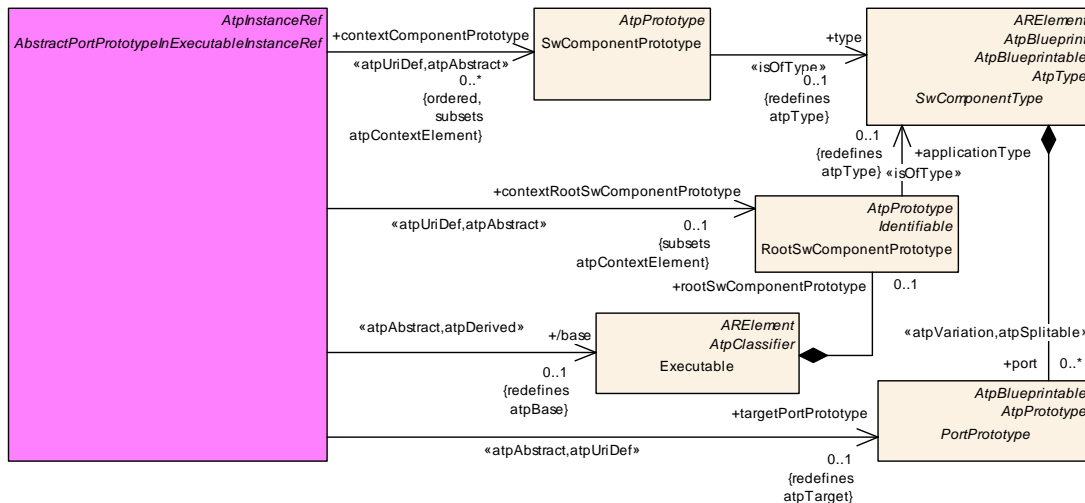 AtpInstanceRef
AbstractPortPrototypeInExecutableInstanceRef
+contextComponentPrototype
«atpUriDef,atpAbstract»
0..*
{ordered,
subsets
atpContextElement}
AtpPrototype
SwComponentPrototype
+type
«isOfType»
0..1
{redefines
atpType}
ARElement
AtpBlueprint
AtpBlueprintable
AtpType
SwComponentType
0..1
{redefines
atpType}
+applicationType
«isOfType»
+contextRootSwComponentPrototype
«atpUriDef,atpAbstract»
0..1
{subsets
atpContextElement}
AtpPrototype
Identifiable
RootSwComponentPrototype
+rootSwComponentPrototype
0..1
«atpAbstract,atpDerived»
+/base
0..1
{redefines
atpBase}
ARElement
AtpClassifier
Executable
«atpVariation,atpSplitable»
+port
0..*
+targetPortPrototype
«atpAbstract,atpUriDef»
0..1
{redefines
atpTarget}
AtpBlueprintable
AtpPrototype
PortPrototype